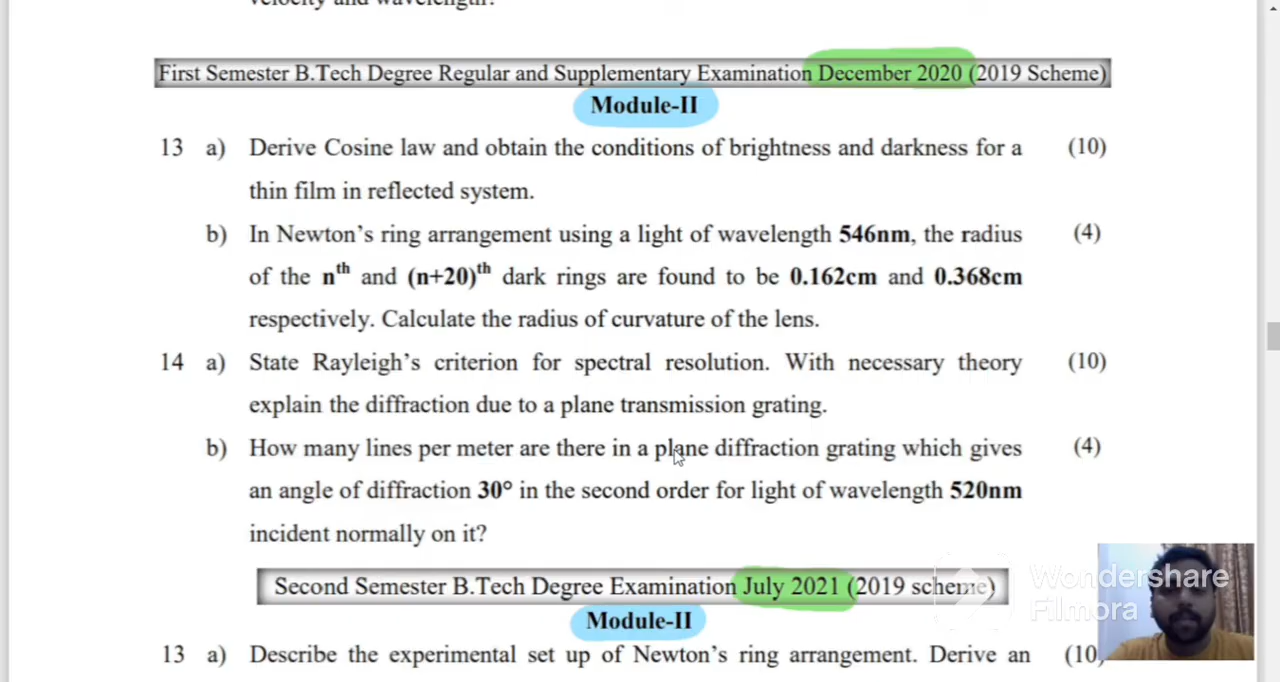 velocity and wavelength?
First Semester B.Tech Degree Regular and Supplementary Examination December 2020 (2019 Scheme)
Module-II
13 a) Derive Cosine law and obtain the conditions of brightness and darkness for a (10)
thin film in reflected system.
b) In Newton's ring arrangement using a light of wavelength 546nm, the radius (4)
of the nth and (n+20)th dark rings are found to be 0.162cm and 0.368cm
respectively. Calculate the radius of curvature of the lens.
14 a) State Rayleigh's criterion for spectral resolution. With necessary theory (10)
explain the diffraction due to a plane transmission grating.
b) How many lines per meter are there in a plane diffraction grating which gives (4)
an angle of diffraction 30° in the second order for light of wavelength 520nm
incident normally on it?
Second Semester B.Tech Degree Examination July 2021 (2019 scheme)
Module-II
13 a) Describe the experimental set up of Newton's ring arrangement. Derive an (10)
Wondershare
Filmora